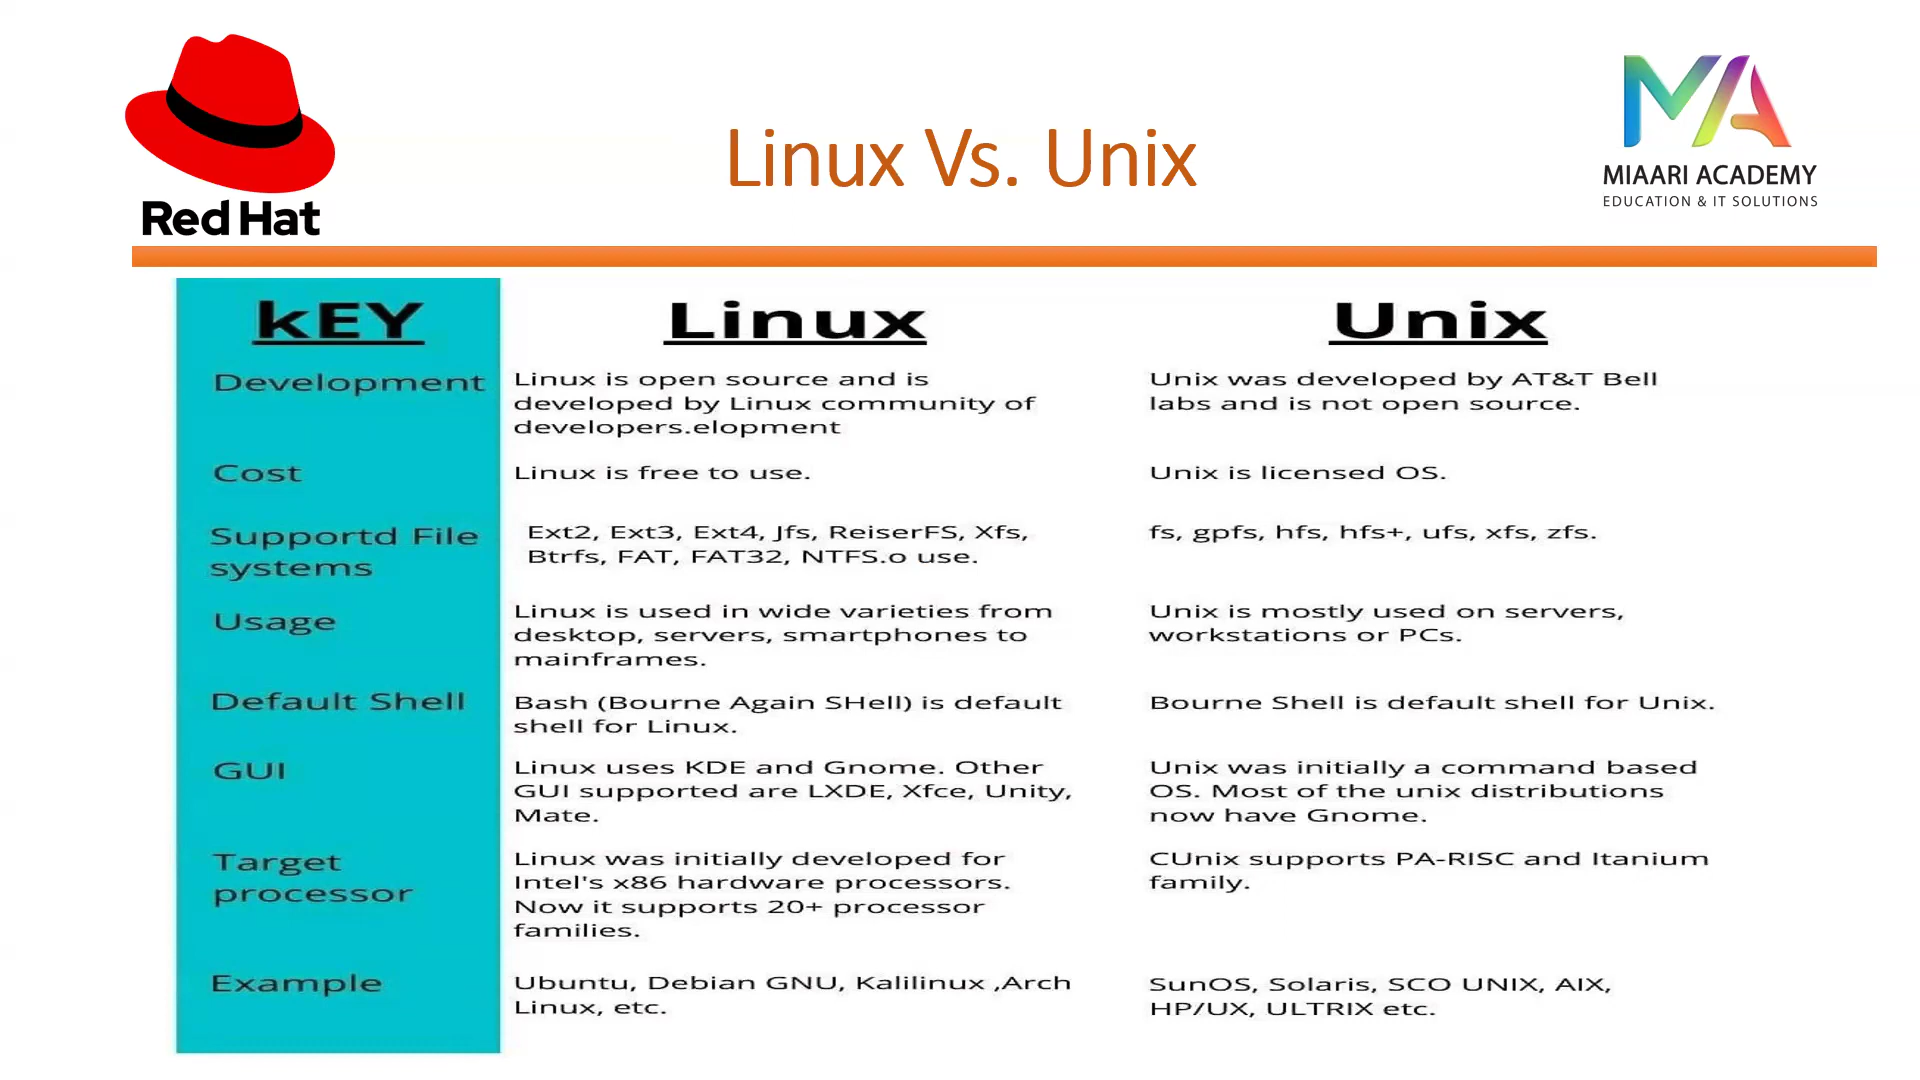 Red Hat
Linux Vs. Unix
MA
MIAARI ACADEMY
EDUCATION & IT SOLUTIONS
kEY
Linux
Unix
Development
Linux is open source and is
developed by Linux community of
developers.elopment
Unix was developed by AT&T Bell
labs and is not open source.
Cost
Linux is free to use.
Unix is licensed OS.
Supportd File
systems
Ext2, Ext3, Ext4, Jfs, ReiserFS, Xfs,
Btrfs, FAT, FAT32, NTFS.o use.
fs, gpfs, hfs, hfs+, ufs, xfs, zfs.
Usage
Linux is used in wide varieties from
desktop, servers, smartphones to
mainframes.
Unix is mostly used on servers,
workstations or PCs.
Default Shell
Bash (Bourne Again SHell) is default
shell for Linux.
Bourne Shell is default shell for Unix.
GUI
Linux uses KDE and Gnome. Other
GUI supported are LXDE, Xfce, Unity,
Mate.
Unix was initially a command based
OS. Most of the unix distributions
now have Gnome.
Target
processor
Linux was initially developed for
Intel's x86 hardware processors.
Now it supports 20+ processor
families.
CUnix supports PA-RISC and Itanium
family.
Example
Ubuntu, Debian GNU, Kalilinux ,Arch
Linux, etc.
SunOS, Solaris, SCO UNIX, AIX,
HP/UX, ULTRIX etc.